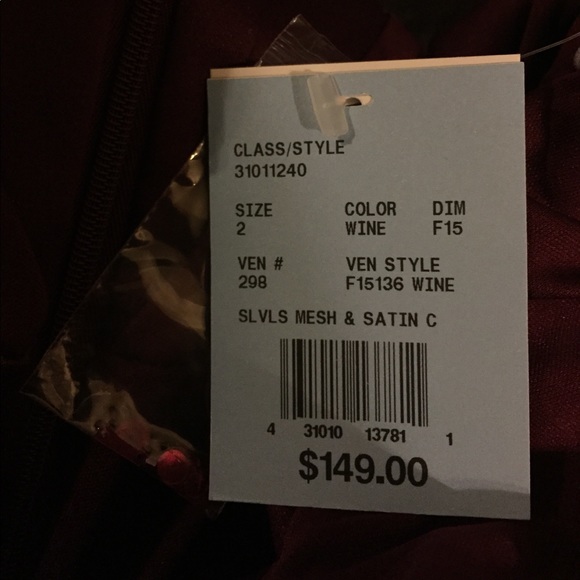 CLASS/STYLE
31011240
SIZE COLOR DIM
2 WINE F15
VEN # VEN STYLE
298 F15136 WINE
SLVLS MESH & SATIN C
4 31010 13781 1
$149.00